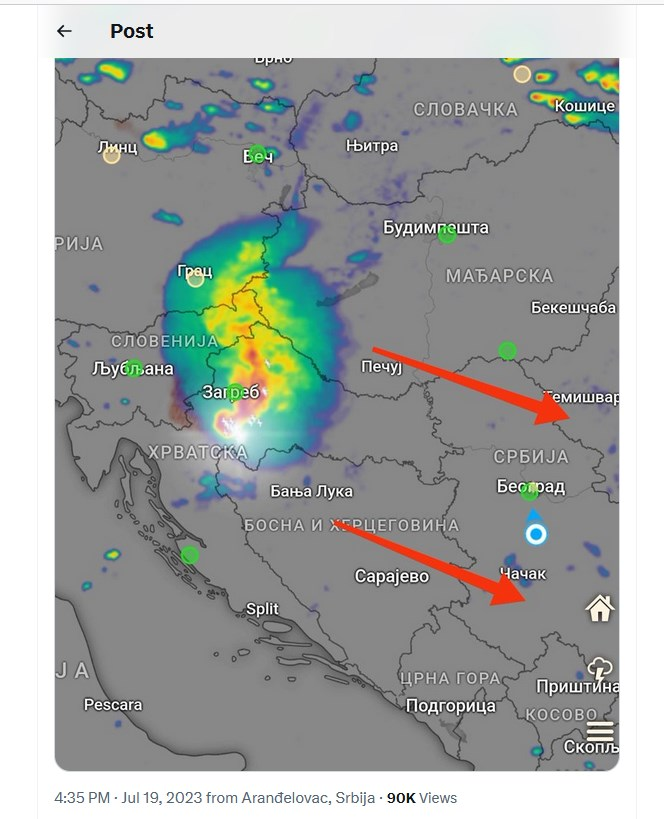 Post
Брно
СЛОВАЧКА
Кошице
Линц
Беч
Њитра
Будимпешта
РИЈА
Грац
МАЂАРСКА
Бекешчаба
СЛОВЕНИЈА
Љубљана
Печуј
Загреб
Темишвар
ХРВАТСКА
СРБИЈА
Београд
Бања Лука
БОСНА И ХЕРЦЕГОВИНА
Сарајево
Чачак
Split
ЈА
ЦРНА ГОРА
Приштина
Pescara
Подгорица
КОСОВО
Скопљ
4:35 PM · Jul 19, 2023 from Aranđelovac, Srbija · 90K Views